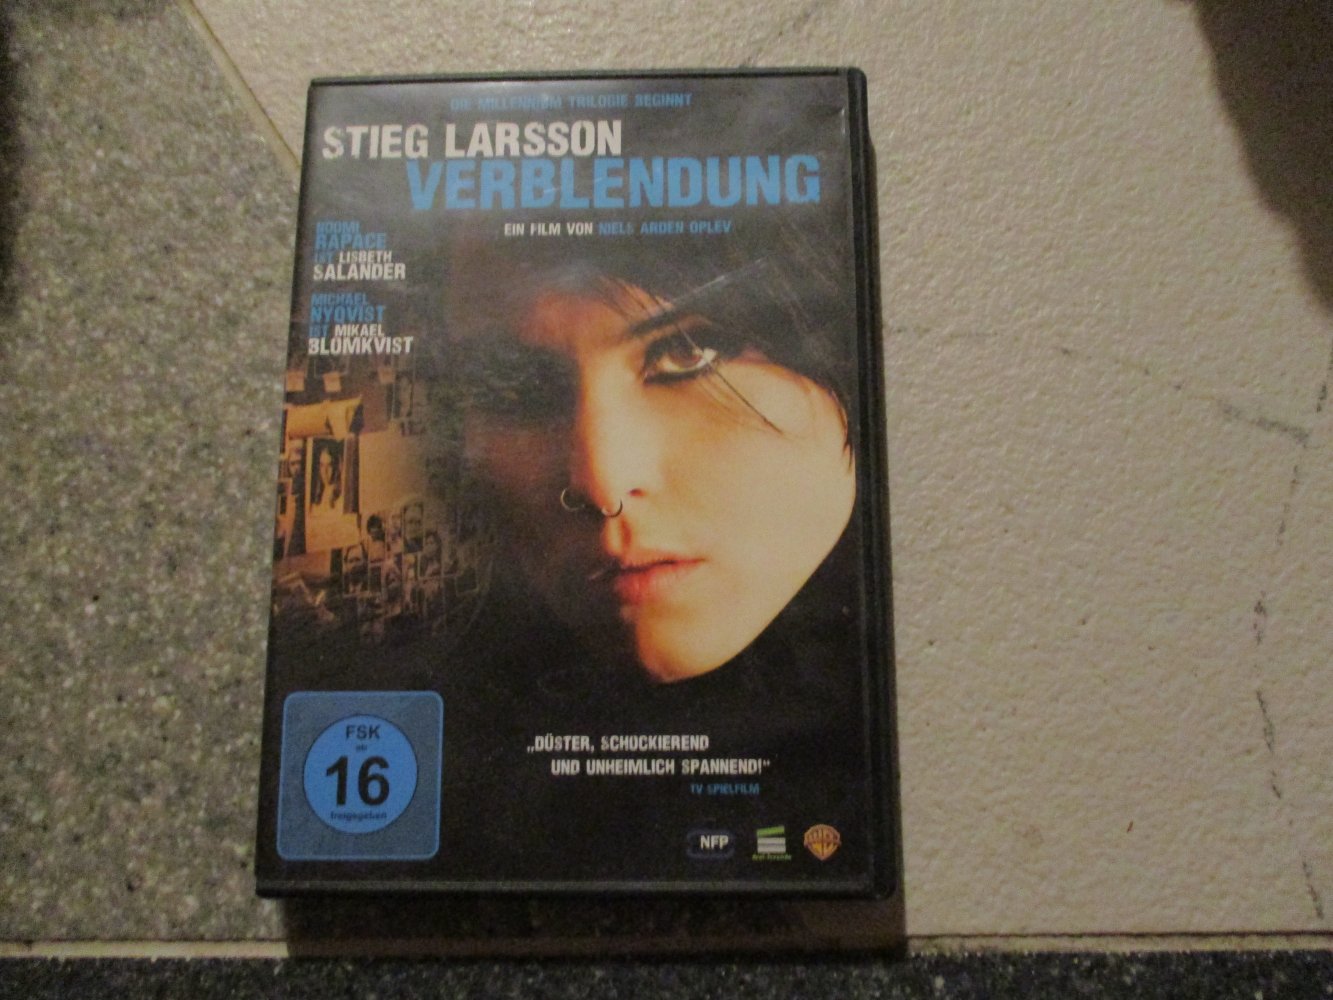 DIE MILLENNIUM TRILOGIE BEGINNT
STIEG LARSSON
VERBLENDUNG
EIN FILM VON NIELS ARDEN OPLEV
NOOMI
RAPACE
IST LISBETH
SALANDER
MICHAEL
NYQVIST
IST MIKAEL
BLOMKVIST
FSK
ab
16
freigegeben
„DÜSTER, SCHOCKIEREND
UND UNHEIMLICH SPANNEND!“
TV SPIELFILM
NFP